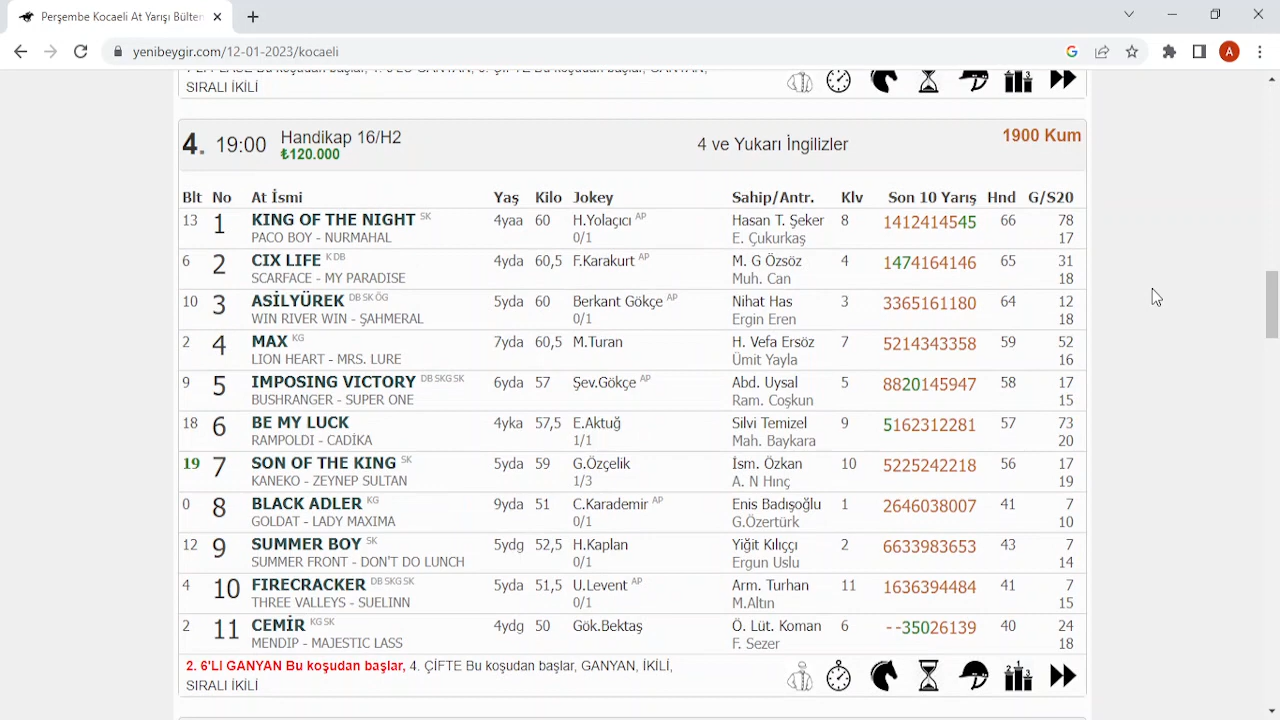 Perşembe Kocaeli At Yarışı Bülten
yenibeygir.com/12-01-2023/kocaeli
A
SIRALI İKİLİ
4. 19:00 Handikap 16/H2 4 ve Yukarı İngilizler 1900 Kum
₺120.000
Blt No At İsmi Yaş Kilo Jokey Sahip/Antr. Klv Son 10 Yarış Hnd G/S20
13 1 KING OF THE NIGHT SK 4yaa 60 H.Yolaçıcı AP Hasan T. Şeker 8 1412414545 66 78
PACO BOY - NURMAHAL 0/1 E. Çukurkaş 17
6 2 CIX LIFE K DB 4yda 60,5 F.Karakurt AP M. G Özsöz 4 1474164146 65 31
SCARFACE - MY PARADISE Muh. Can 18
10 3 ASİLYÜREK DB SK ÖG 5yda 60 Berkant Gökçe AP Nihat Has 3 3365161180 64 12
WIN RIVER WIN - ŞAHMERAL 0/1 Ergin Eren 18
2 4 MAX KG 7yda 60,5 M.Turan H. Vefa Ersöz 7 5214343358 59 52
LION HEART - MRS. LURE Ümit Yayla 16
9 5 IMPOSING VICTORY DB SKG SK 6yda 57 Şev.Gökçe AP Abd. Uysal 5 8820145947 58 17
BUSHRANGER - SUPER ONE Ram. Coşkun 15
18 6 BE MY LUCK 4yka 57,5 E.Aktuğ Silvi Temizel 9 5162312281 57 73
RAMPOLDI - CADİKA 1/1 Mah. Baykara 20
19 7 SON OF THE KING SK 5yda 59 G.Özçelik İsm. Özkan 10 5225242218 56 17
KANEKO - ZEYNEP SULTAN 1/3 A. N Hınç 19
0 8 BLACK ADLER KG 9yda 51 C.Karademir AP Enis Badışoğlu 1 2646038007 41 7
GOLDAT - LADY MAXIMA 0/1 G.Özertürk 10
12 9 SUMMER BOY SK 5ydg 52,5 H.Kaplan Yiğit Kılıççı 2 6633983653 43 7
SUMMER FRONT - DON'T DO LUNCH 0/1 Ergun Uslu 14
4 10 FIRECRACKER DB SKG SK 5yda 51,5 U.Levent AP Arm. Turhan 11 1636394484 41 7
THREE VALLEYS - SUELINN 0/1 M.Altın 15
2 11 CEMİR KG SK 4ydg 50 Gök.Bektaş Ö. Lüt. Koman 6 - -35026139 40 24
MENDIP - MAJESTIC LASS F. Sezer 18
2. 6'LI GANYAN Bu koşudan başlar, 4. ÇİFTE Bu koşudan başlar, GANYAN, İKİLİ,
SIRALI İKİLİ